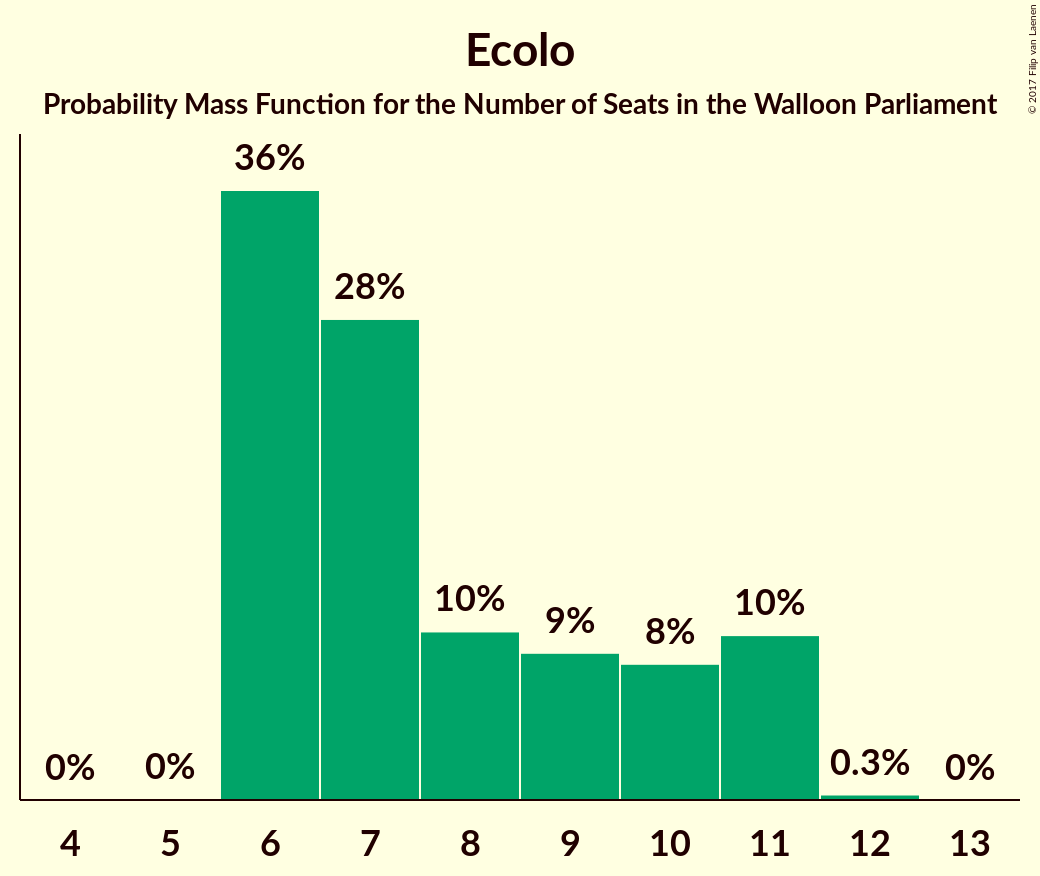 Ecolo
Probability Mass Function for the Number of Seats in the Walloon Parliament
© 2017 Filip van Laenen
0% 0% 36% 28% 10% 9% 8% 10% 0.3% 0%
4 5 6 7 8 9 10 11 12 13